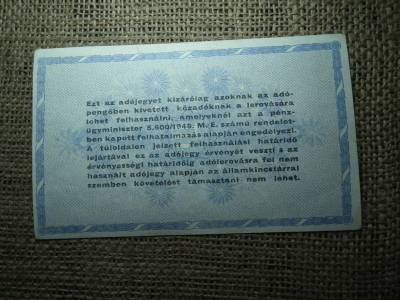 Ezt az adójegyet kizárólag azoknak az adó-
pengőben kivetett közadóknak a lerovására
lehet felhasználni, amelyeknél azt a pénz-
ügyminiszter 5.600/1946. M. E. számú rendelet-
ben kapott felhatalmazás alapján engedélyezi.
A túloldalon jelzett felhasználási határidő
lejártával ez az adójegy érvényét veszti s az
érvényességi határidőig adólerovásra fel nem
használt adójegy alapján az államkincstárral
szemben követelést támasztani nem lehet.